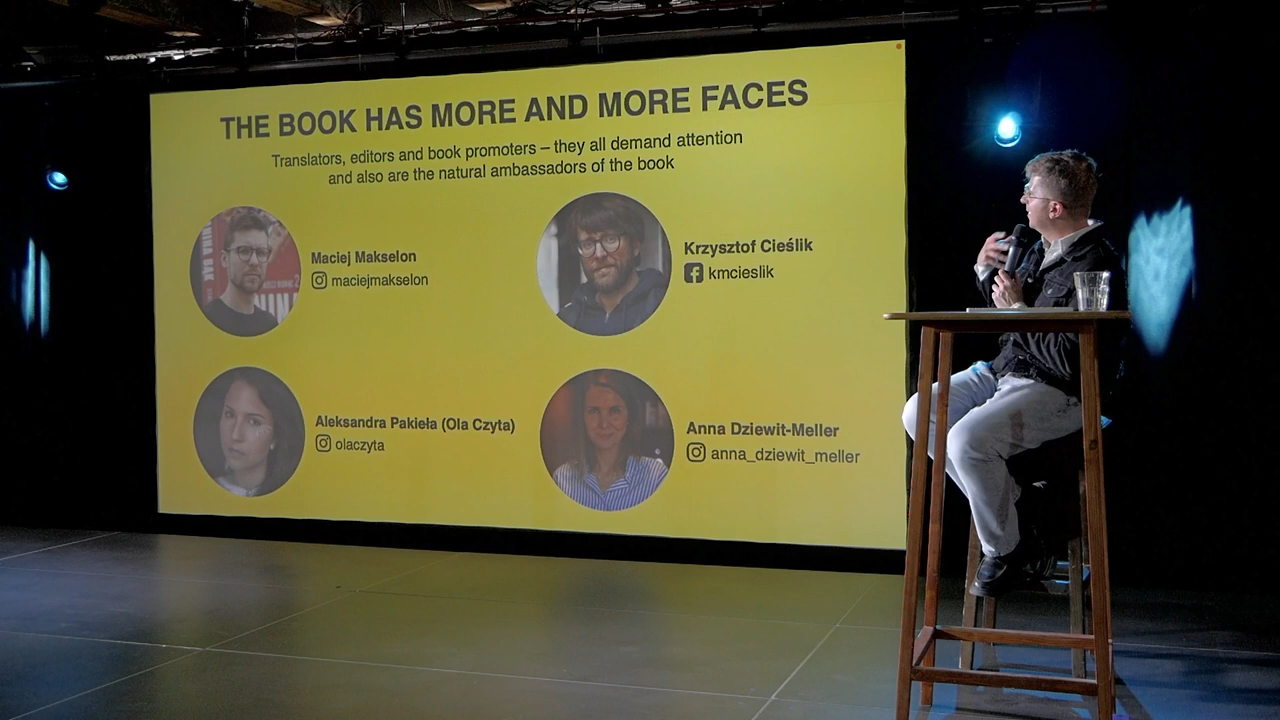 THE BOOK HAS MORE AND MORE FACES
Translators, editors and book promoters – they all demand attention
and also are the natural ambassadors of the book
Maciej Makselon
maciejmakselon
Krzysztof Cieślik
kmcieslik
Aleksandra Pakieła (Ola Czyta)
olaczyta
Anna Dziewit-Meller
anna_dziewit_meller